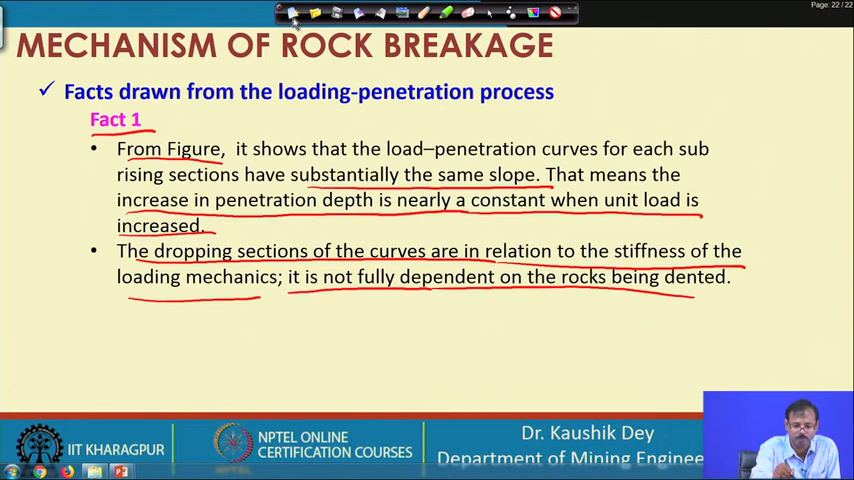 Page: 22 / 22
MECHANISM OF ROCK BREAKAGE
✓ Facts drawn from the loading-penetration process
Fact 1
• From Figure, it shows that the load–penetration curves for each sub
rising sections have substantially the same slope. That means the
increase in penetration depth is nearly a constant when unit load is
increased.
• The dropping sections of the curves are in relation to the stiffness of the
loading mechanics; it is not fully dependent on the rocks being dented.
IIT KHARAGPUR
NPTEL ONLINE
CERTIFICATION COURSES
Dr. Kaushik Dey
Department of Mining Enginee